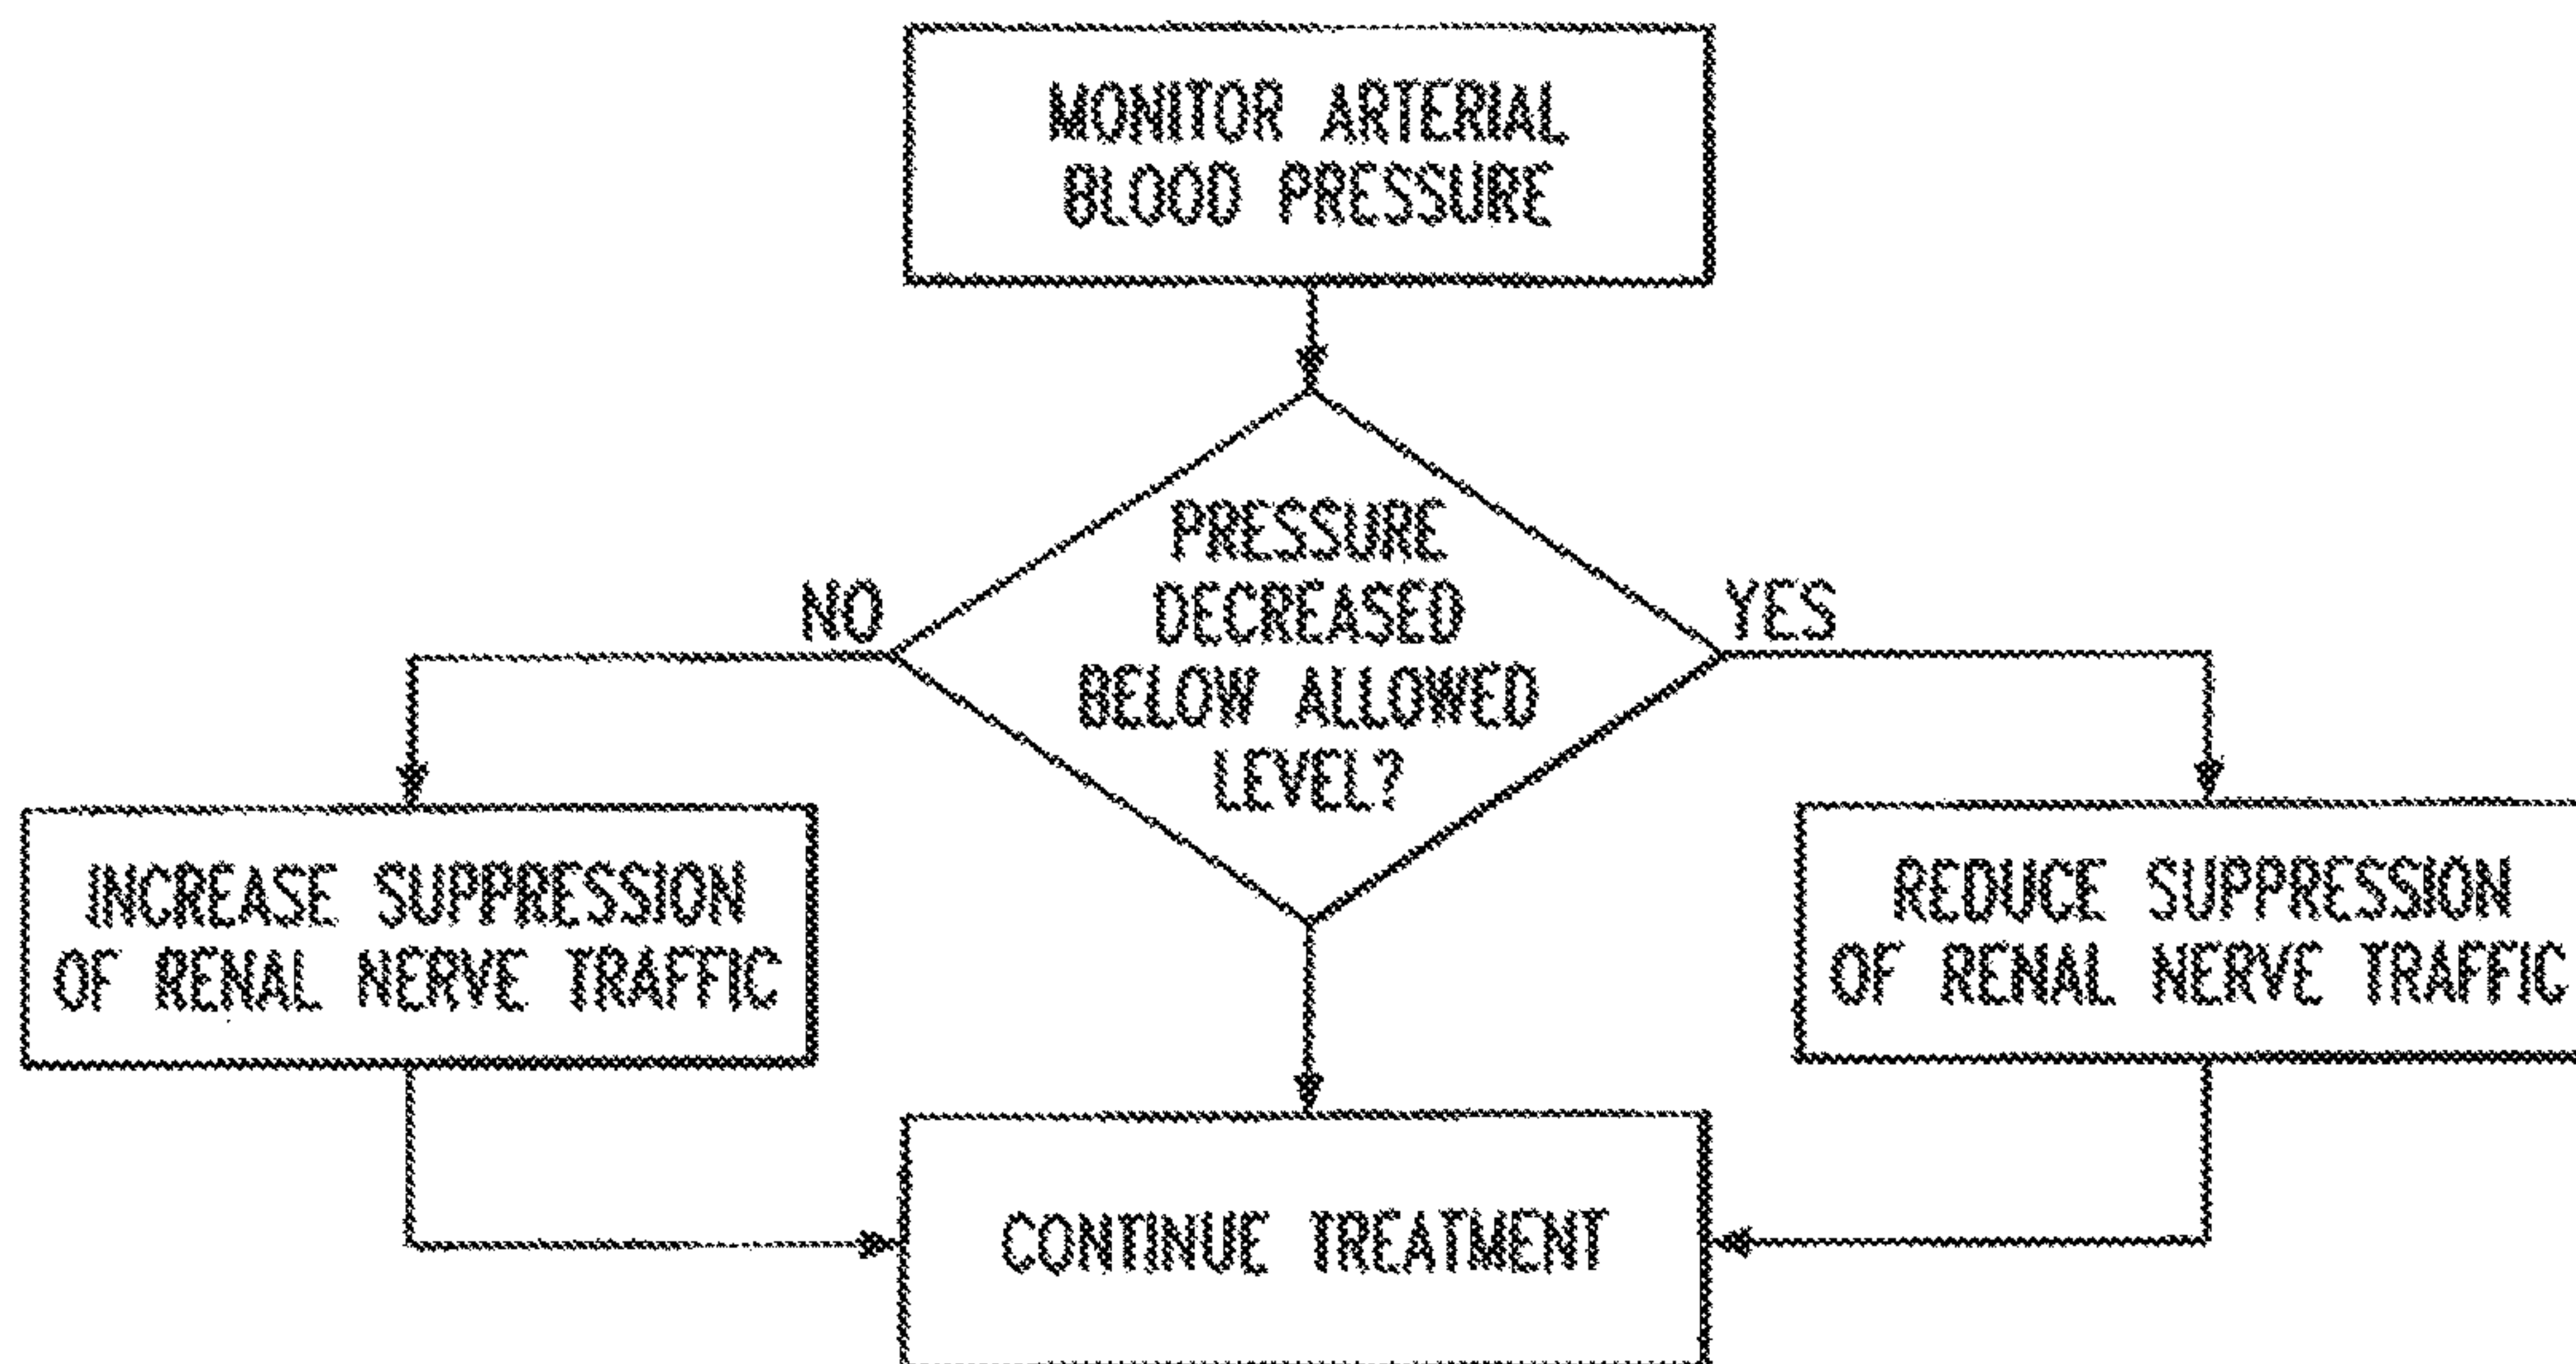 MONITOR ARTERIAL
BLOOD PRESSURE
PRESSURE
DECREASED
BELOW ALLOWED
LEVEL?
NO
YES
INCREASE SUPPRESSION
OF RENAL NERVE TRAFFIC
REDUCE SUPPRESSION
OF RENAL NERVE TRAFFIC
CONTINUE TREATMENT